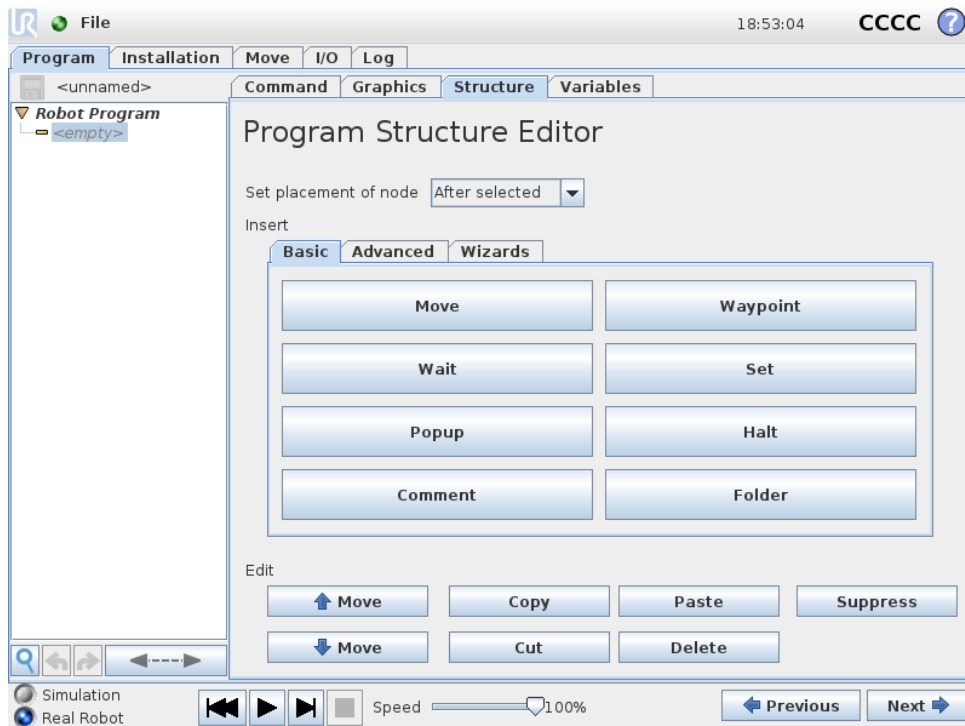 UR File 18:53:04 CCCC ?
Program Installation Move I/O Log
<unnamed> Command Graphics Structure Variables
Robot Program
<empty>
Program Structure Editor
Set placement of node After selected
Insert
Basic Advanced Wizards
Move Waypoint
Wait Set
Popup Halt
Comment Folder
Edit
Move Copy Paste Suppress
Move Cut Delete
Simulation
Real Robot
Speed 100% Previous Next